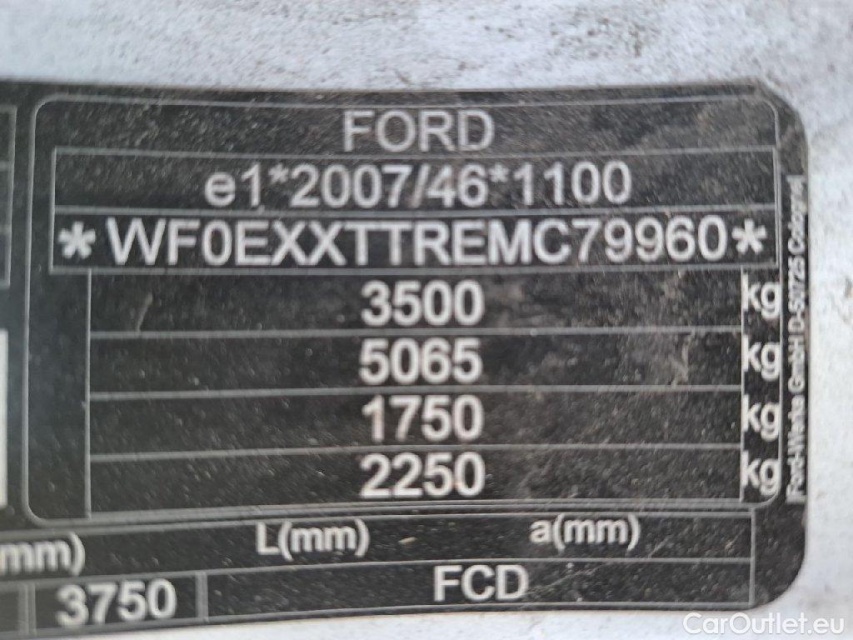 FORD
e1*2007/46*1100
*WF0EXXTTREMC79960*
3500 kg
5065 kg
1750 kg
2250 kg
Ford-Werke GmbH D-50725 Cologne
(mm) L(mm) a(mm)
3750 FCD
CarOutlet.eu